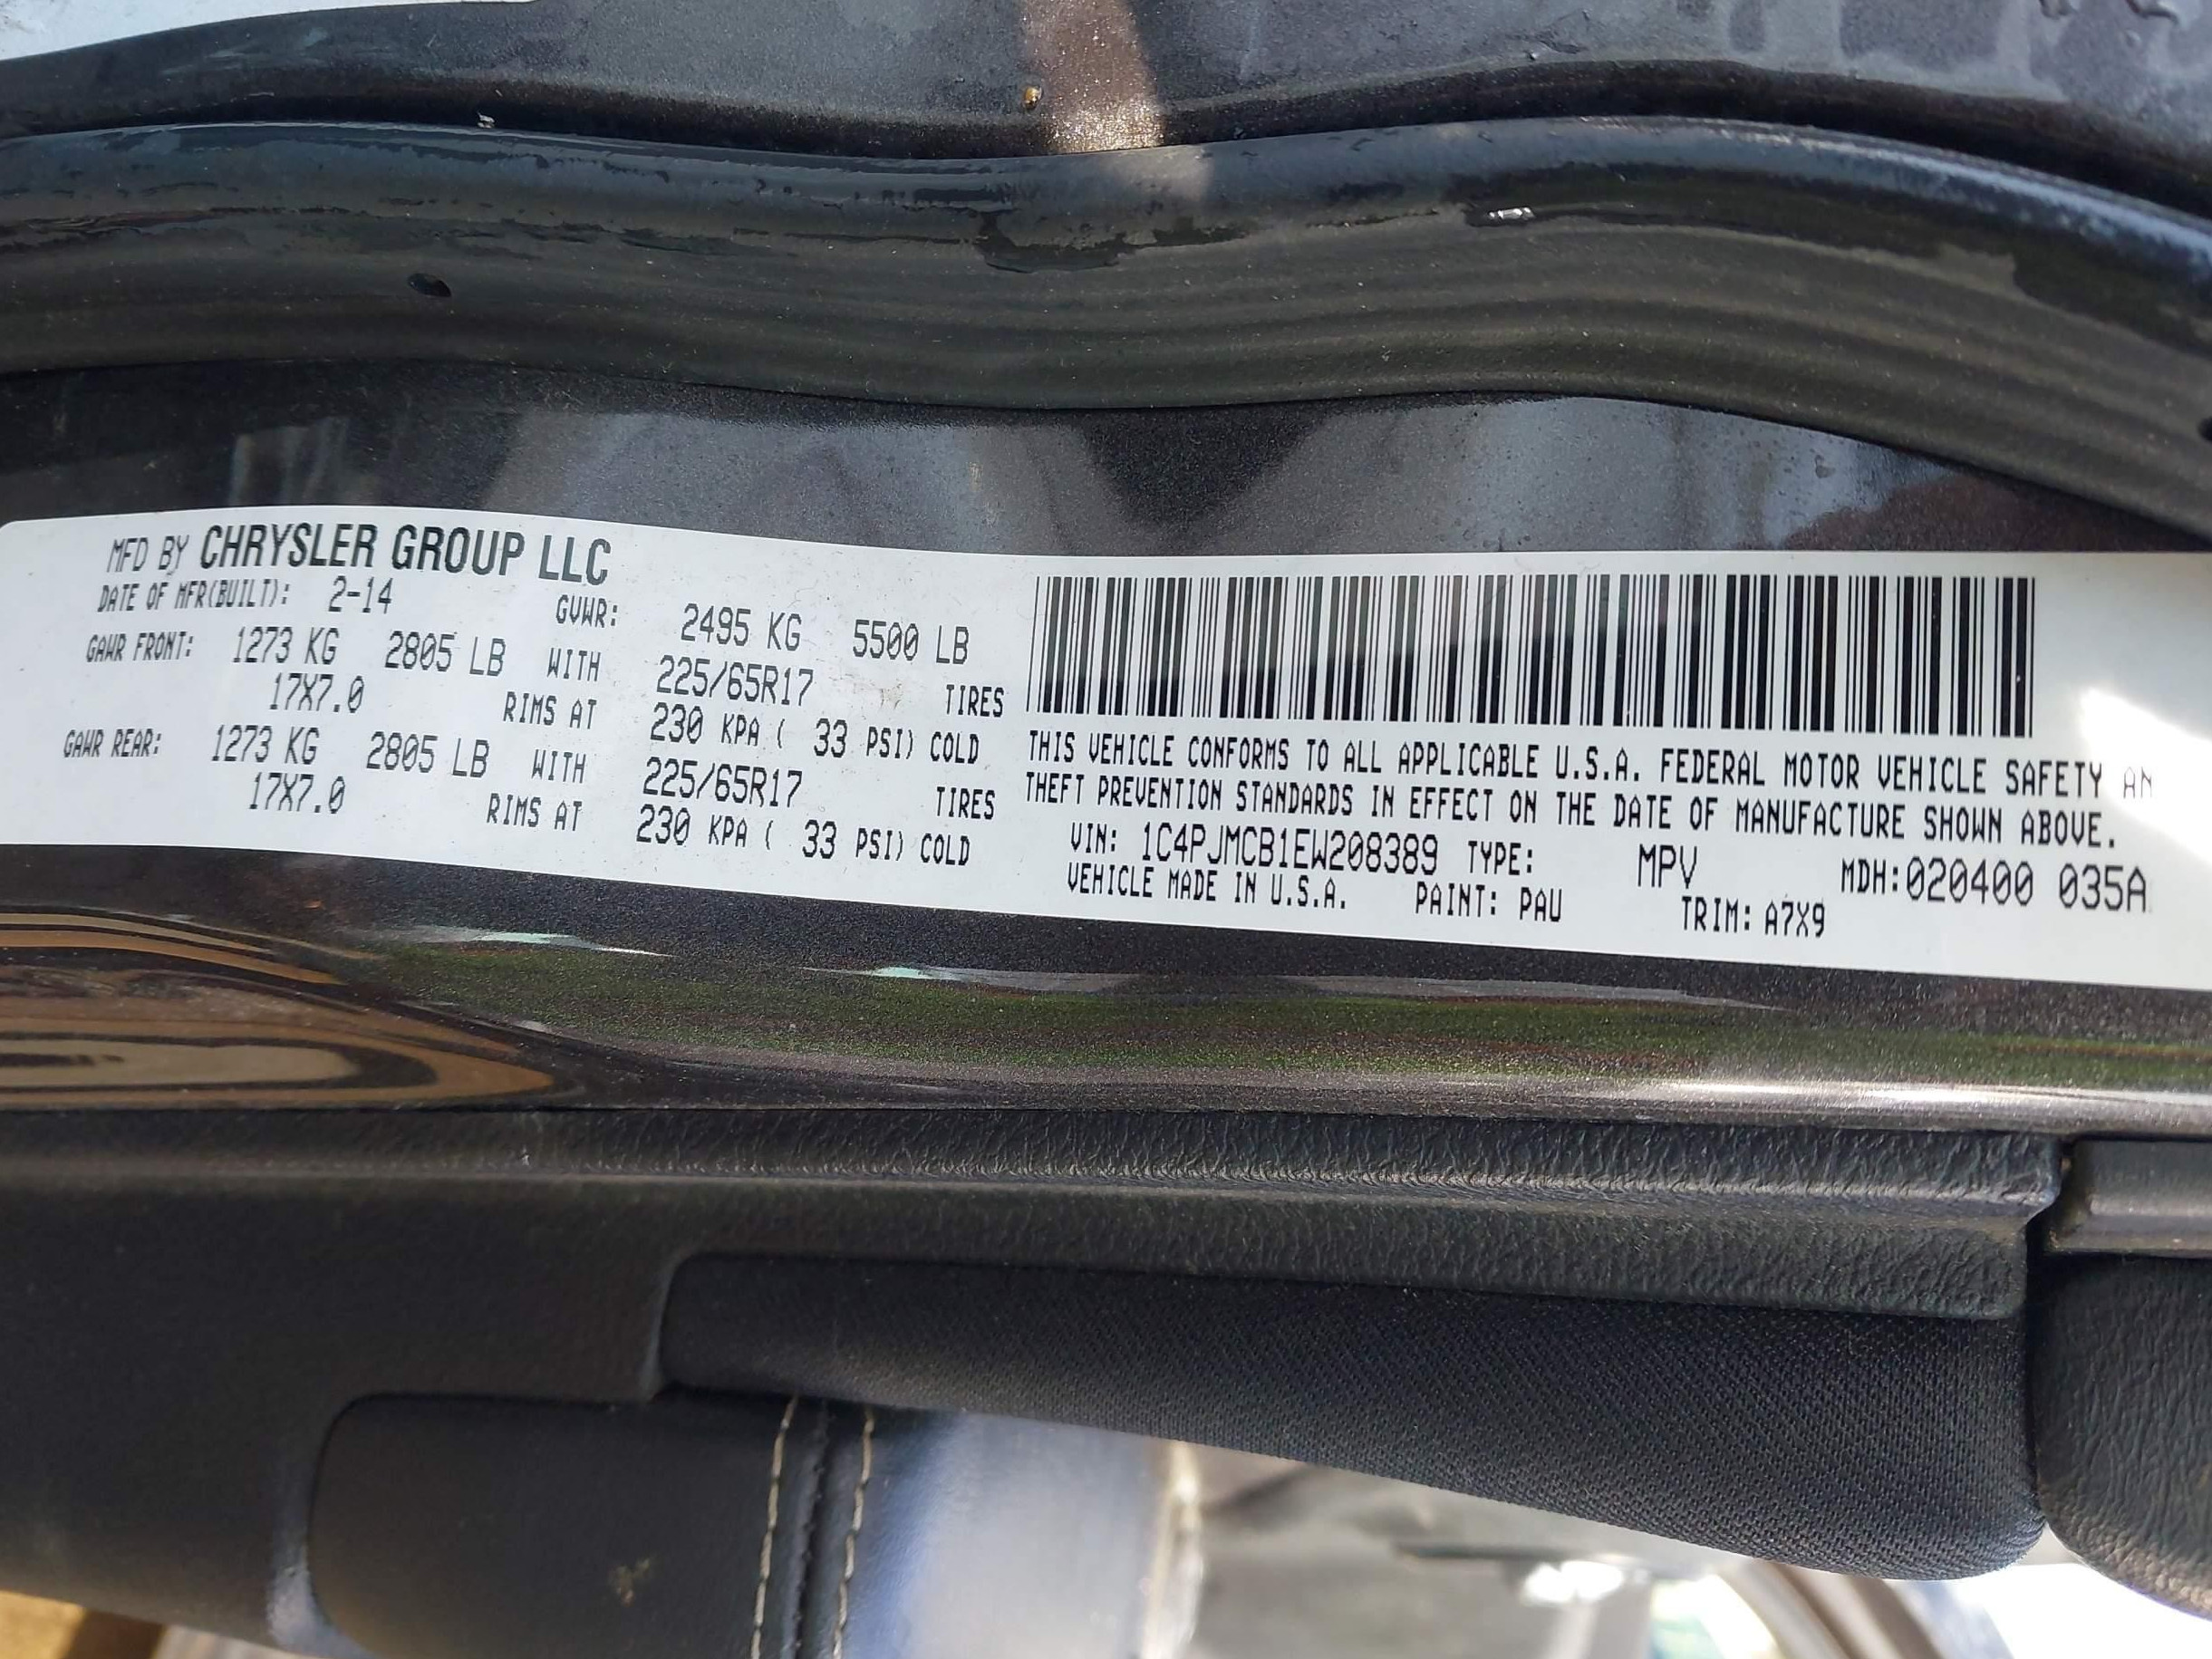 MFD BY CHRYSLER GROUP LLC
DATE OF MFR(BUILT): 2-14 GVWR: 2495 KG 5500 LB
GAWR FRONT: 1273 KG 2805 LB WITH 225/65R17 TIRES
17X7.0 RIMS AT 230 KPA ( 33 PSI) COLD
GAWR REAR: 1273 KG 2805 LB WITH 225/65R17 TIRES
17X7.0 RIMS AT 230 KPA ( 33 PSI) COLD
THIS VEHICLE CONFORMS TO ALL APPLICABLE U.S.A. FEDERAL MOTOR VEHICLE SAFETY AN
THEFT PREVENTION STANDARDS IN EFFECT ON THE DATE OF MANUFACTURE SHOWN ABOVE.
VIN: 1C4PJMCB1EW208389 TYPE: MPV MDH:020400 035A
VEHICLE MADE IN U.S.A. PAINT: PAU TRIM: A7X9